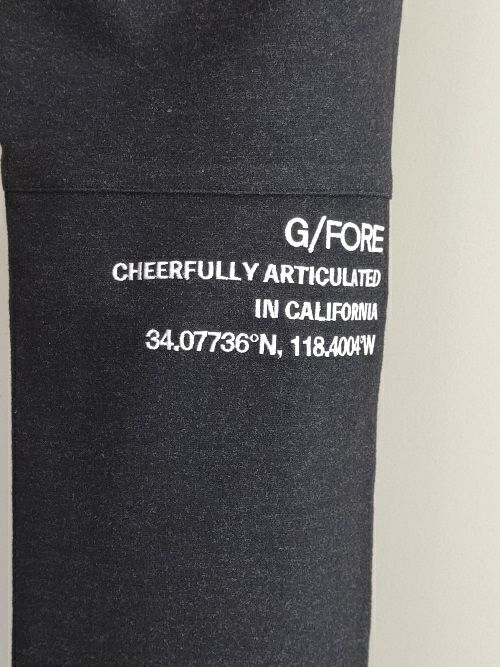 G/FORE
CHEERFULLY ARTICULATED
IN CALIFORNIA
34.07736°N, 118.4004°W